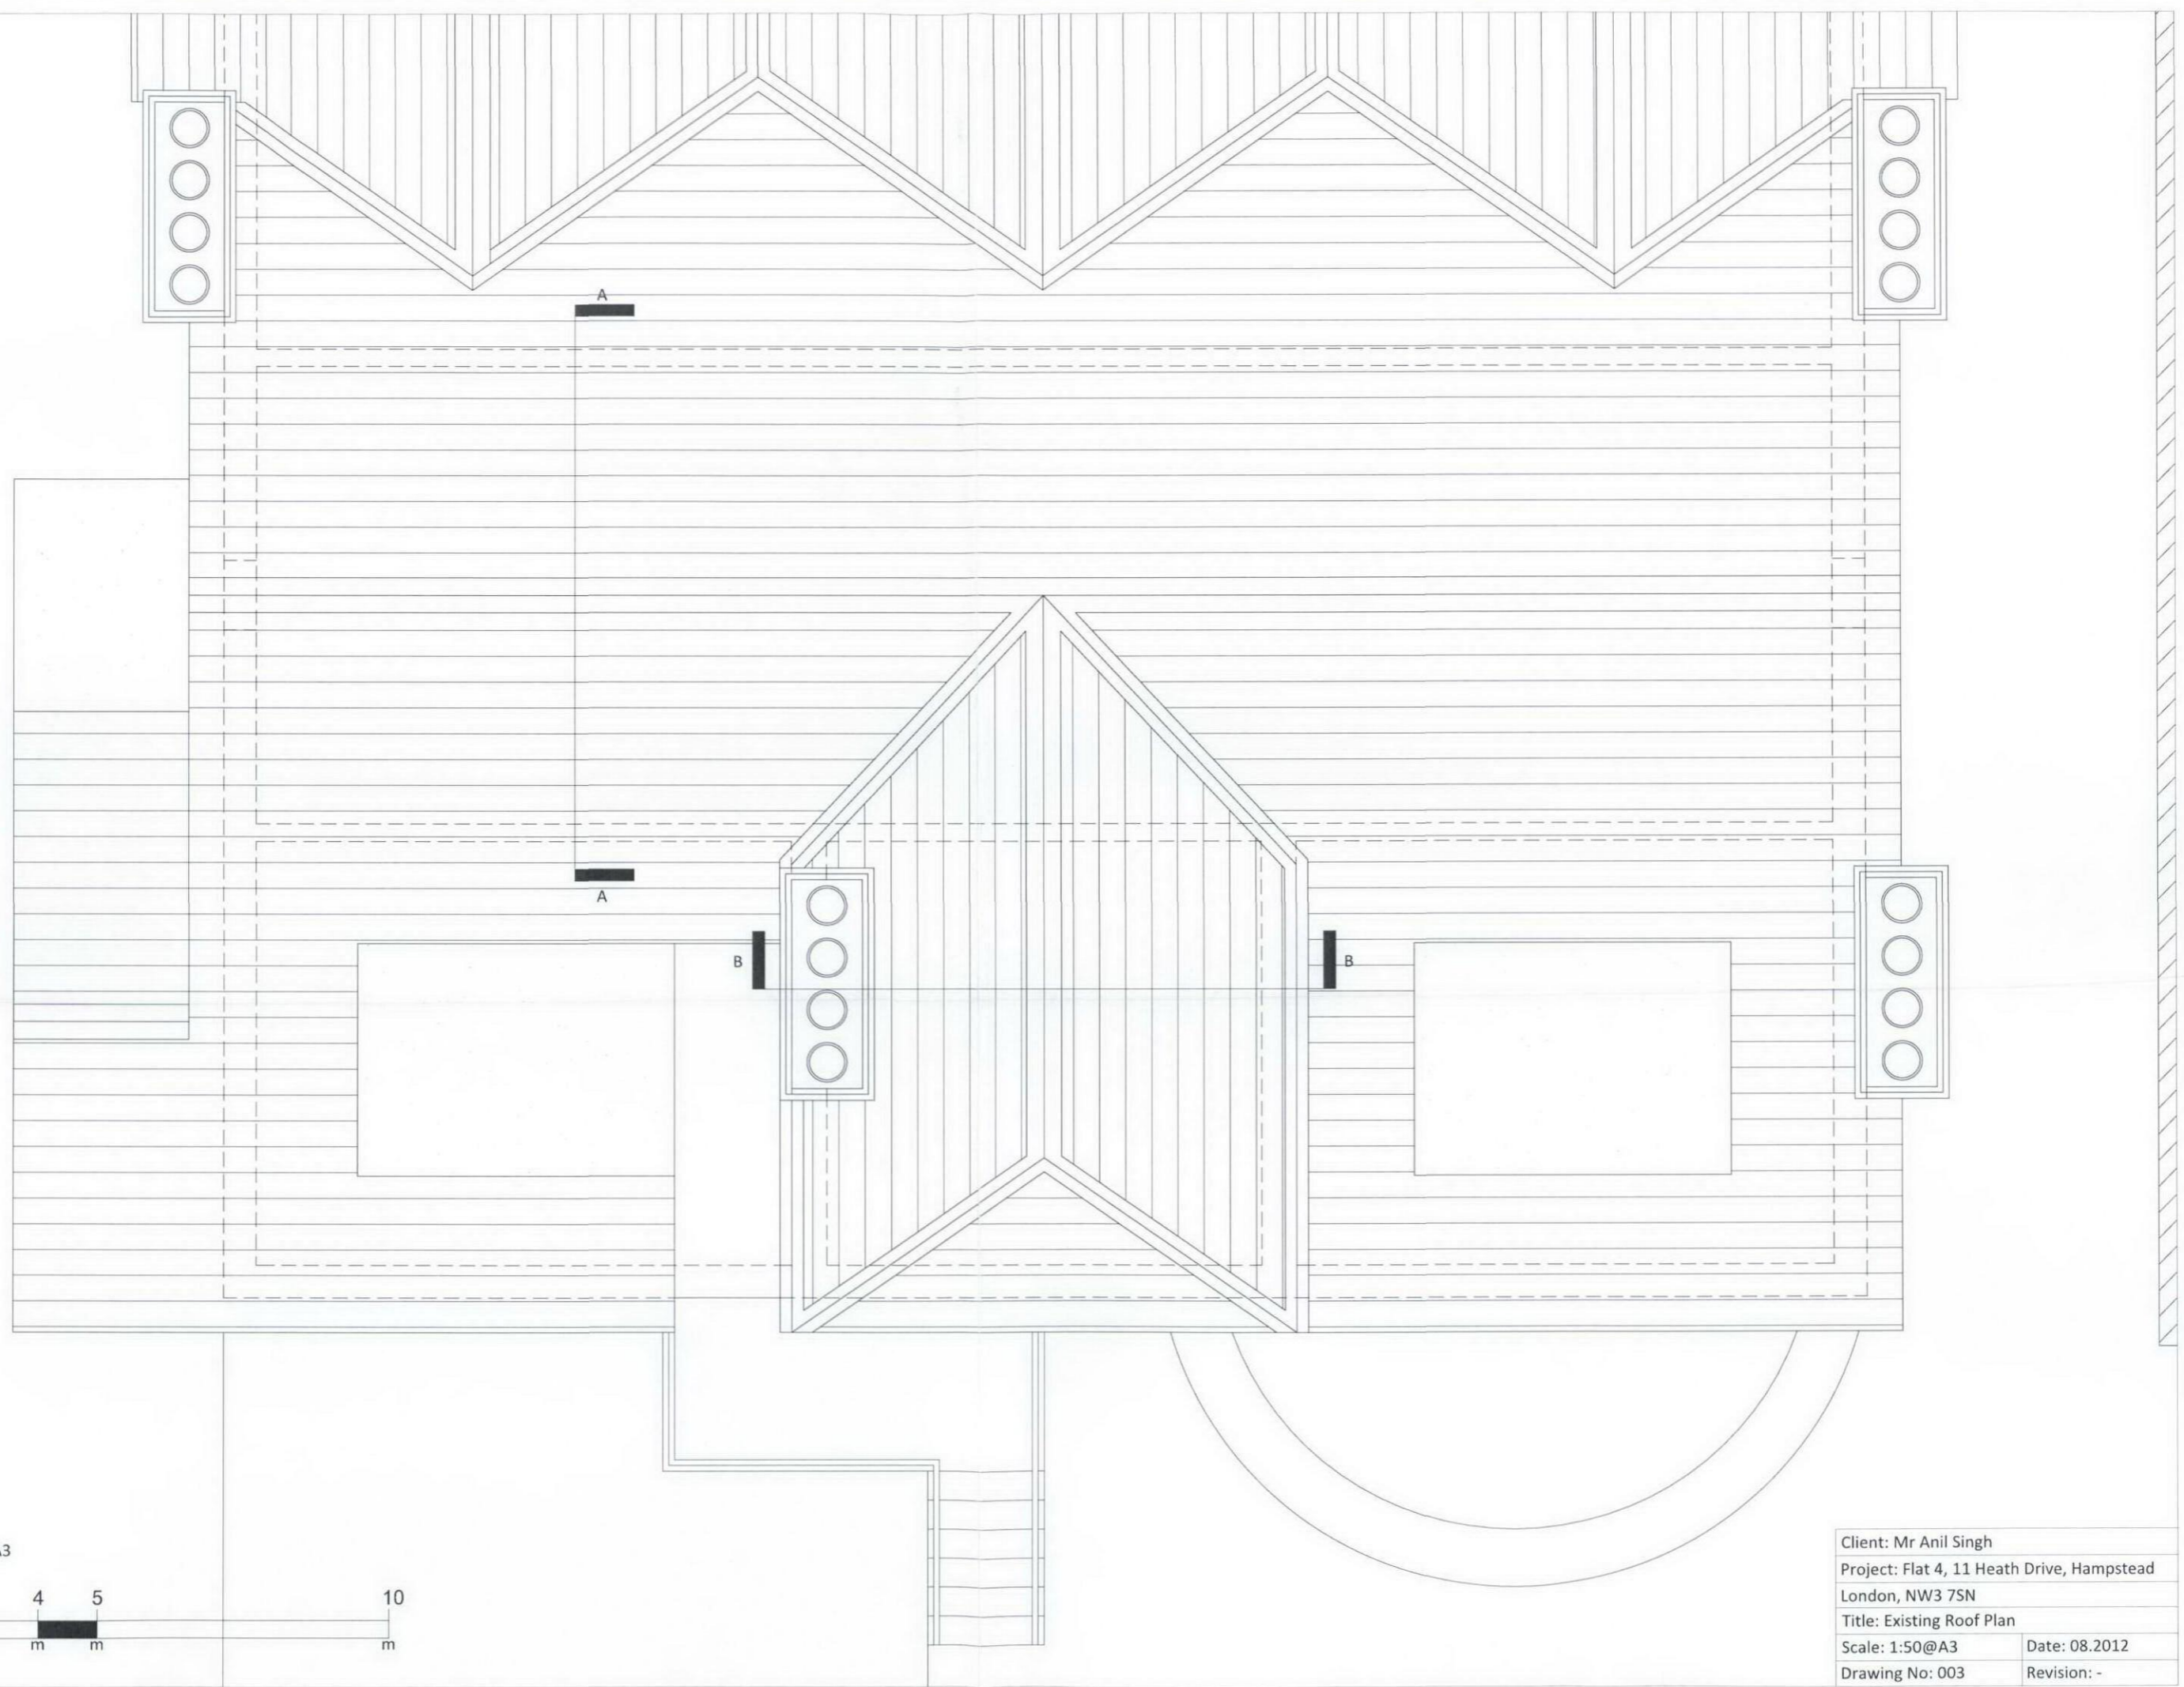 A
A
B
B
A3
4 5 10
m m m
Client: Mr Anil Singh
Project: Flat 4, 11 Heath Drive, Hampstead
London, NW3 7SN
Title: Existing Roof Plan
Scale: 1:50@A3 Date: 08.2012
Drawing No: 003 Revision: -